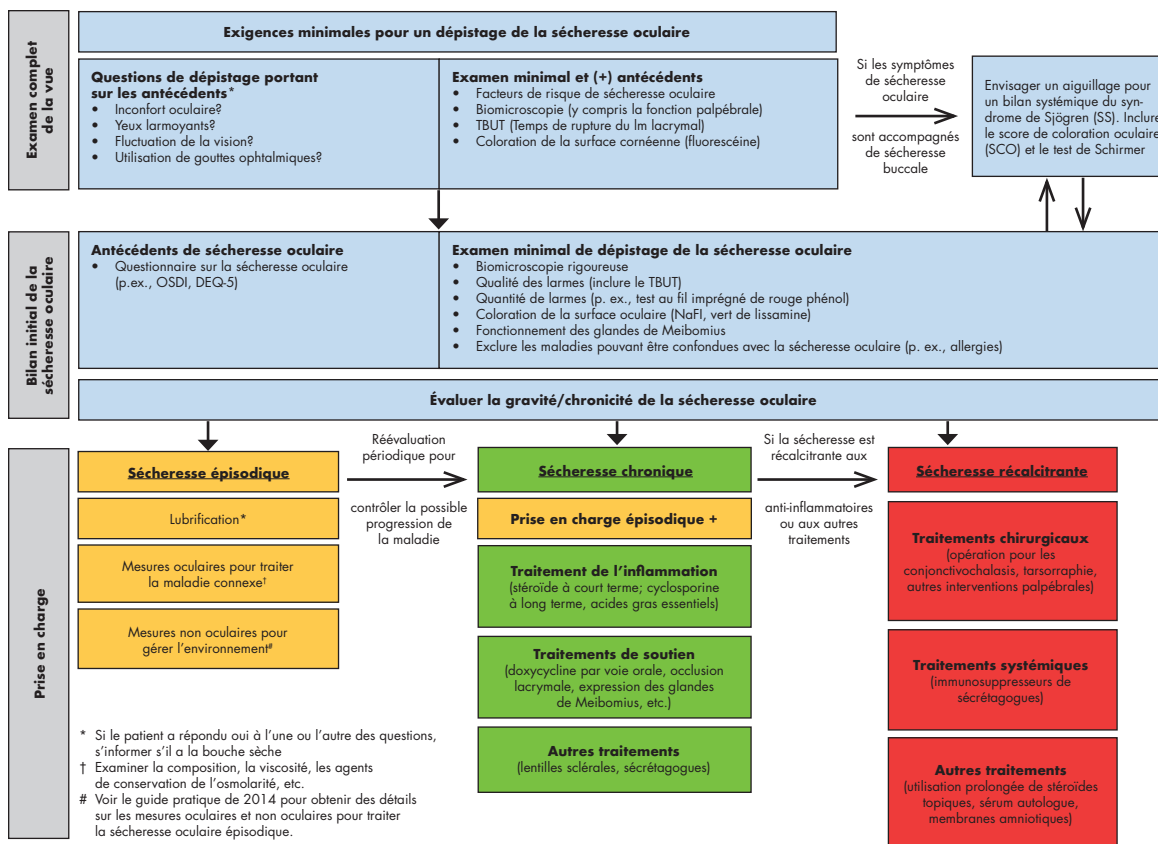 Examen complet
de la vue
Exigences minimales pour un dépistage de la sécheresse oculaire
Questions de dépistage portant
sur les antécédents*
• Inconfort oculaire?
• Yeux larmoyants?
• Fluctuation de la vision?
• Utilisation de gouttes ophtalmiques?
Examen minimal et (+) antécédents
• Facteurs de risque de sécheresse oculaire
• Biomicroscopie (y compris la fonction palpébrale)
• TBUT (Temps de rupture du lm lacrymal)
• Coloration de la surface cornéenne (fluorescéine)
Si les symptômes
de sécheresse
oculaire
sont accompagnés
de sécheresse
buccale
Envisager un aiguillage pour
un bilan systémique du syn-
drome de Sjögren (SS). Inclure
le score de coloration oculaire
(SCO) et le test de Schirmer
Bilan initial de la
sécheresse oculaire
Antécédents de sécheresse oculaire
• Questionnaire sur la sécheresse oculaire
(p.ex., OSDI, DEQ-5)
Examen minimal de dépistage de la sécheresse oculaire
• Biomicroscopie rigoureuse
• Qualité des larmes (inclure le TBUT)
• Quantité de larmes (p. ex., test au fil imprégné de rouge phénol)
• Coloration de la surface oculaire (NaFl, vert de lissamine)
• Fonctionnement des glandes de Meibomius
• Exclure les maladies pouvant être confondues avec la sécheresse oculaire (p. ex., allergies)
Évaluer la gravité/chronicité de la sécheresse oculaire
Prise en charge
Sécheresse épisodique
Lubrification*
Mesures oculaires pour traiter
la maladie connexe†
Mesures non oculaires pour
gérer l'environnement#
Réévaluation
périodique pour
contrôler la possible
progression de
la maladie
Sécheresse chronique
Prise en charge épisodique +
Traitement de l'inflammation
(stéroïde à court terme; cyclosporine
à long terme, acides gras essentiels)
Traitements de soutien
(doxycycline par voie orale, occlusion
lacrymale, expression des glandes
de Meibomius, etc.)
Autres traitements
(lentilles sclérales, sécrétagogues)
Si la sécheresse est
récalcitrante aux
anti-inflammatoires
ou aux autres
traitements
Sécheresse récalcitrante
Traitements chirurgicaux
(opération pour les
conjonctivochalasis, tarsorraphie,
autres interventions palpébrales)
Traitements systémiques
(immunosuppresseurs de
sécrétagogues)
Autres traitements
(utilisation prolongée de stéroïdes
topiques, sérum autologue,
membranes amniotiques)
* Si le patient a répondu oui à l'une ou l'autre des questions,
s'informer s'il a la bouche sèche
† Examiner la composition, la viscosité, les agents
de conservation de l'osmolarité, etc.
# Voir le guide pratique de 2014 pour obtenir des détails
sur les mesures oculaires et non oculaires pour traiter
la sécheresse oculaire épisodique.